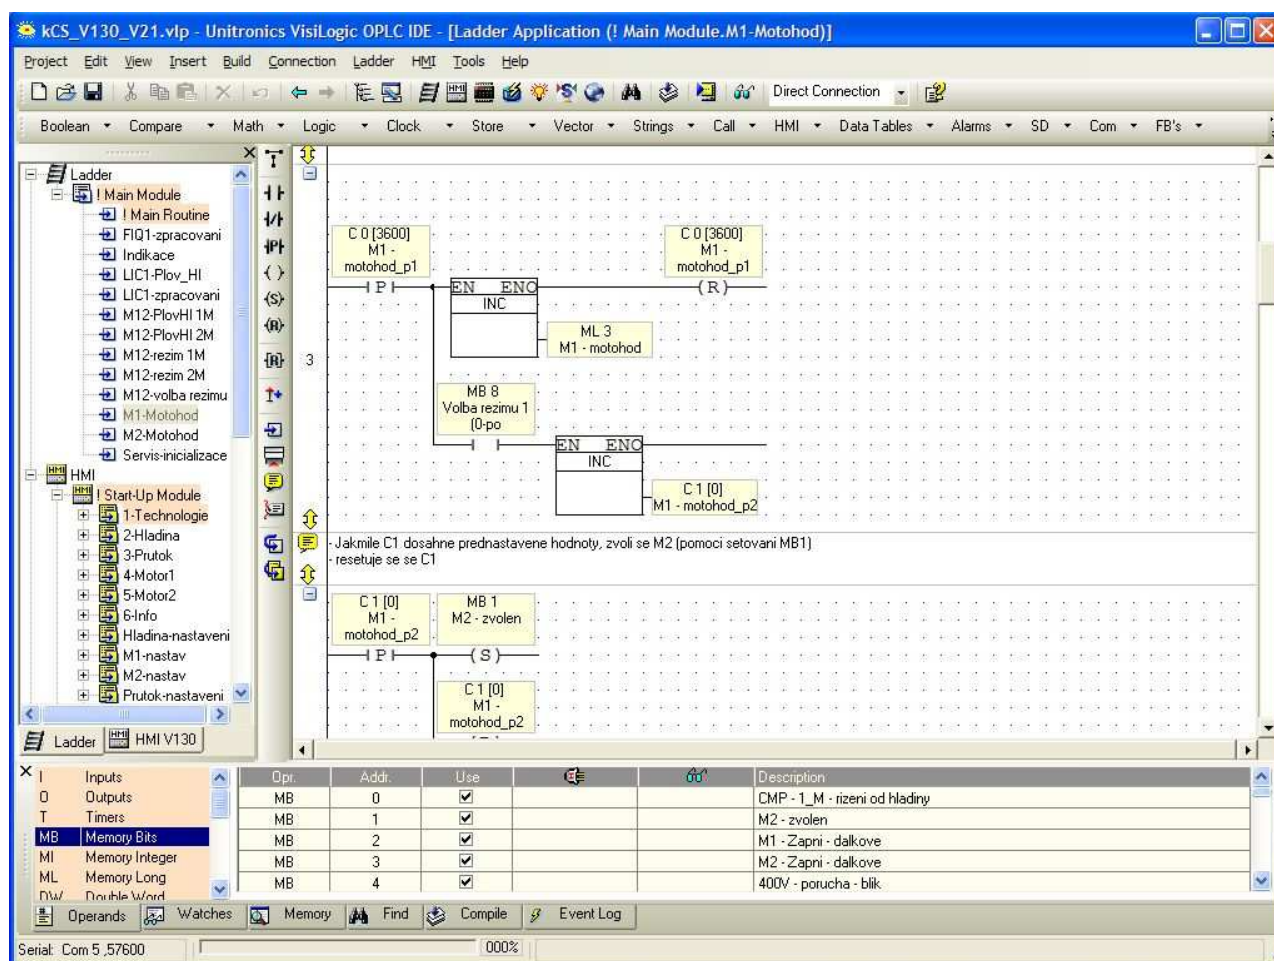 kCS_V130_V21.vlp - Unitronics VisiLogic OPLC IDE - [Ladder Application (! Main Module.M1-Motohod)]
Project Edit View Insert Build Connection Ladder HMI Tools Help
Direct Connection
Boolean Compare Math Logic Clock Store Vector Strings Call HMI Data Tables Alarms SD Com FB's
Ladder
! Main Module
! Main Routine
FIQ1-zpracovani
Indikace
LIC1-Plov_HI
LIC1-zpracovani
M12-PlovHI 1M
M12-PlovHI 2M
M12-rezim 1M
M12-rezim 2M
M12-volba rezimu
M1-Motohod
M2-Motohod
Servis-inicializace
HMI
! Start-Up Module
1-Technologie
2-Hladina
3-Prutok
4-Motor1
5-Motor2
6-Info
Hladina-nastaveni
M1-nastav
M2-nastav
Prutok-nastaveni
Ladder HMI V130
3
C 0 [3600]
M1 -
motohod_p1
P
EN ENO
INC
ML 3
M1 - motohod
C 0 [3600]
M1 -
motohod_p1
(R)
MB 8
Volba rezimu 1
(0-po
EN ENO
INC
C 1 [0]
M1 - motohod_p2
- Jakmile C1 dosahne prednastavene hodnoty, zvoli se M2 (pomoci setovani MB1)
- resetuje se se C1
C 1 [0]
M1 -
motohod_p2
P
MB 1
M2 - zvolen
(S)
C 1 [0]
M1 -
motohod_p2
I Inputs
O Outputs
T Timers
MB Memory Bits
MI Memory Integer
ML Memory Long
DW Double Word
Opr. Addr. Use Description
MB 0 CMP - 1_M - rizeni od hladiny
MB 1 M2 - zvolen
MB 2 M1 - Zapni - dalkove
MB 3 M2 - Zapni - dalkove
MB 4 400V - porucha - blik
Operands Watches Memory Find Compile Event Log
Serial: Com 5 ,57600 000%